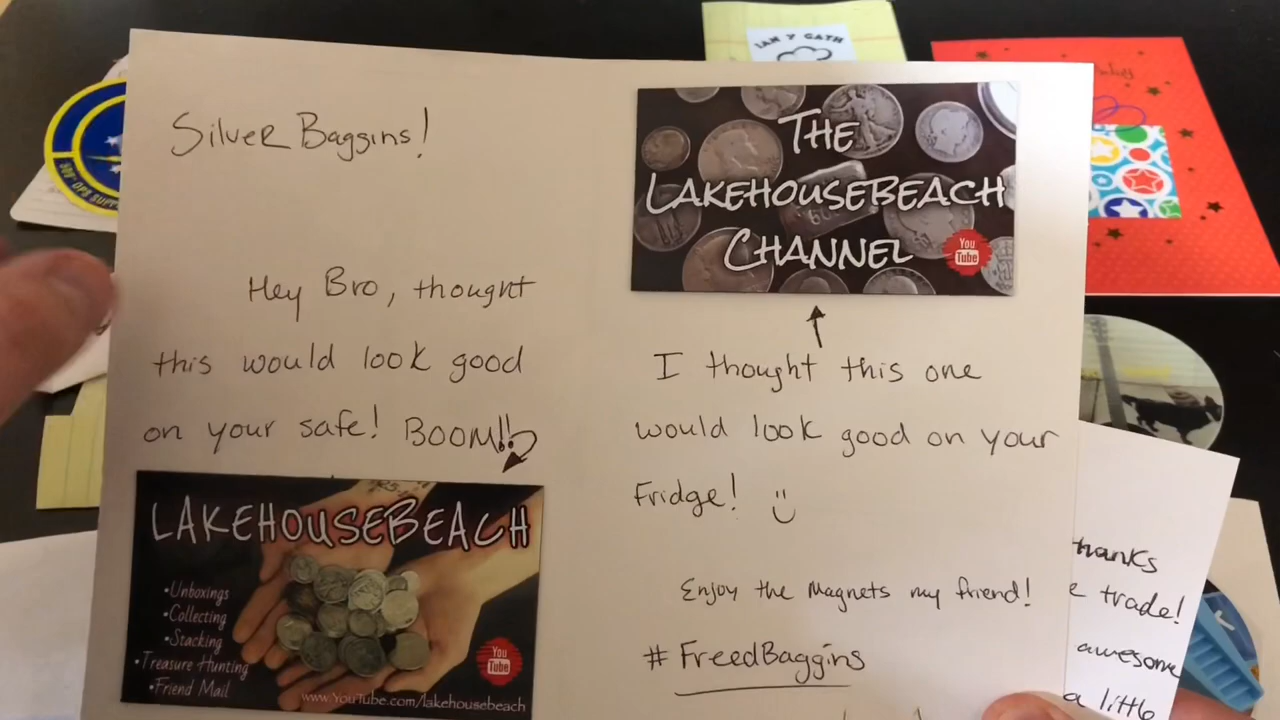 Silver Baggins!
Hey Bro, thought
this would look good
on your safe! BOOM!!
LAKEHOUSEBEACH
•Unboxings
•Collecting
•Stacking
•Treasure Hunting
•Friend Mail
You
Tube
www.YouTube.com/lakehousebeach
THE
LAKEHOUSEBEACH
CHANNEL
You
Tube
I thought this one
would look good on your
Fridge!
Enjoy the Magnets my friend!
#FreedBaggins
IAN Y GATH
thanks
trade!
awesome
a little